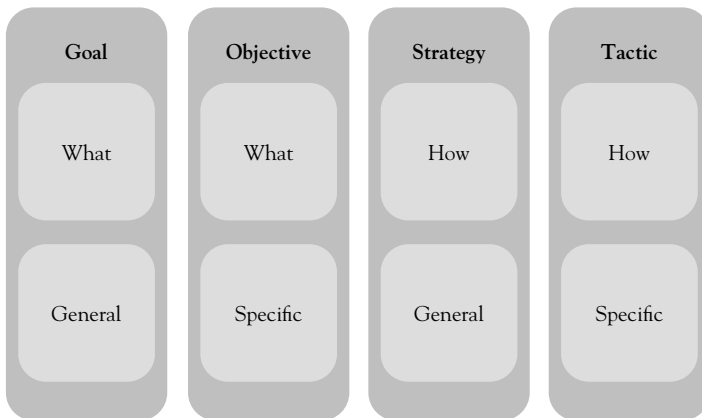 Goal
Objective
Strategy
Tactic
What
What
How
How
General
Specific
General
Specific